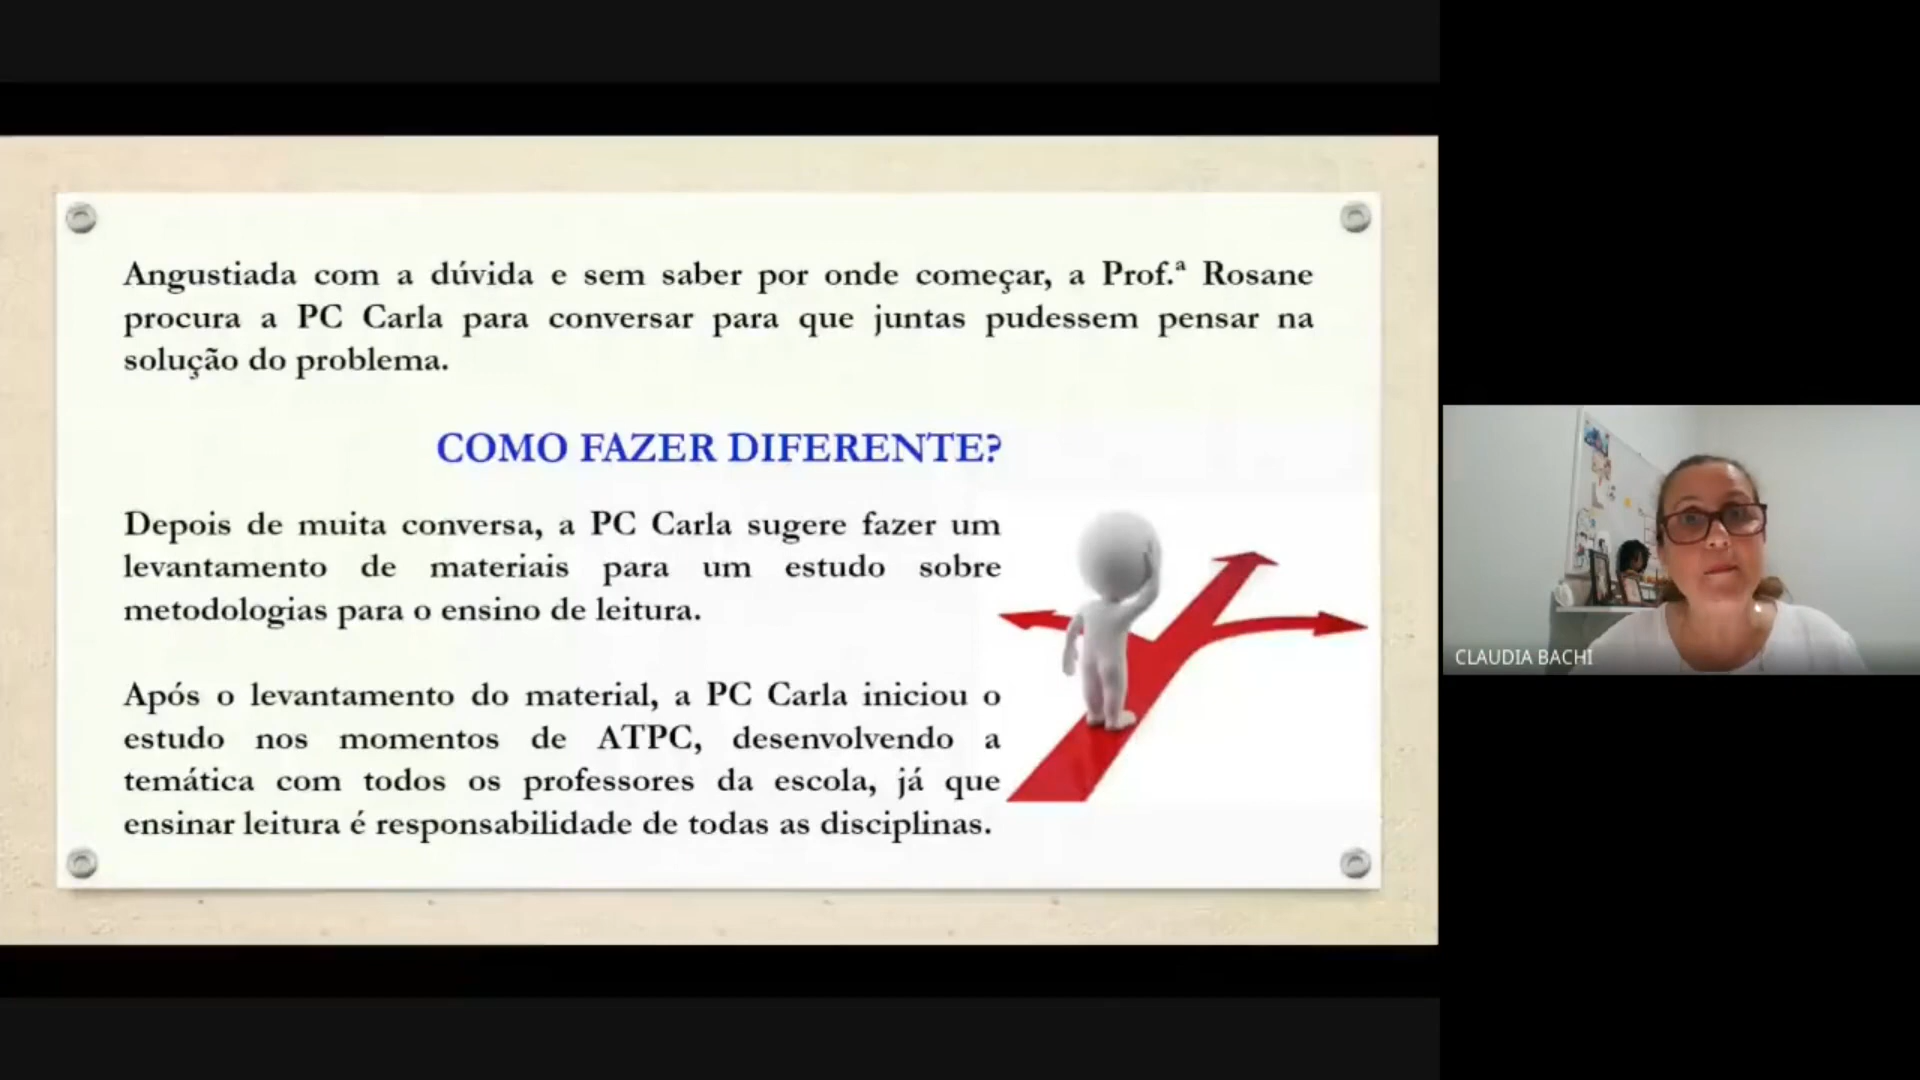 Angustiada com a dúvida e sem saber por onde começar, a Prof.ª Rosane
procura a PC Carla para conversar para que juntas pudessem pensar na
solução do problema.
COMO FAZER DIFERENTE?
Depois de muita conversa, a PC Carla sugere fazer um
levantamento de materiais para um estudo sobre
metodologias para o ensino de leitura.
Após o levantamento do material, a PC Carla iniciou o
estudo nos momentos de ATPC, desenvolvendo a
temática com todos os professores da escola, já que
ensinar leitura é responsabilidade de todas as disciplinas.
CLAUDIA BACHI